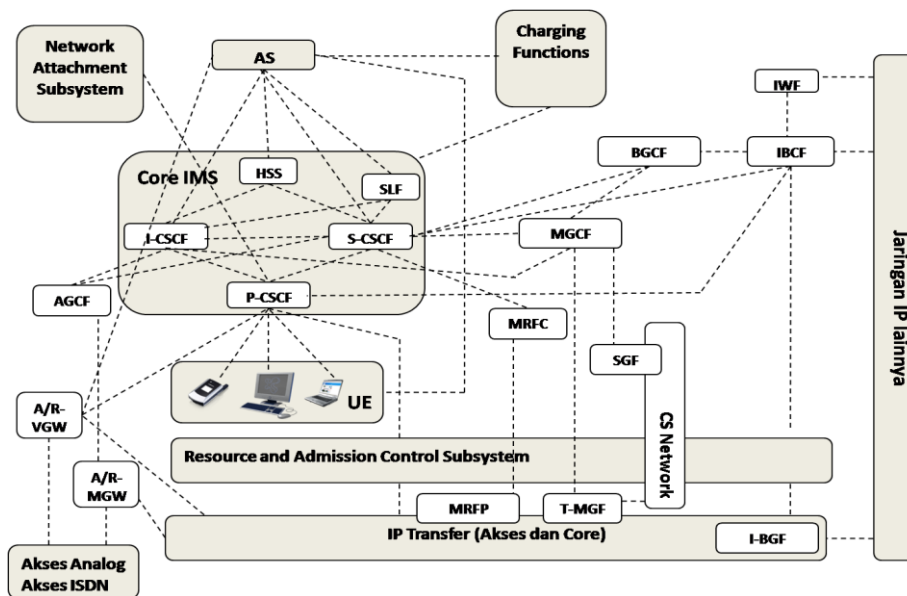 Network
Attachment
Subsystem
AS
Charging
Functions
IWF
BGCF
IBCF
Core IMS
HSS
SLF
I-CSCF
S-CSCF
MGCF
AGCF
P-CSCF
MRFC
SGF
Jaringan IP lainnya
UE
A/R-
VGW
CS Network
Resource and Admission Control Subsystem
A/R-
MGW
MRFP
T-MGF
IP Transfer (Akses dan Core)
I-BGF
Akses Analog
Akses ISDN